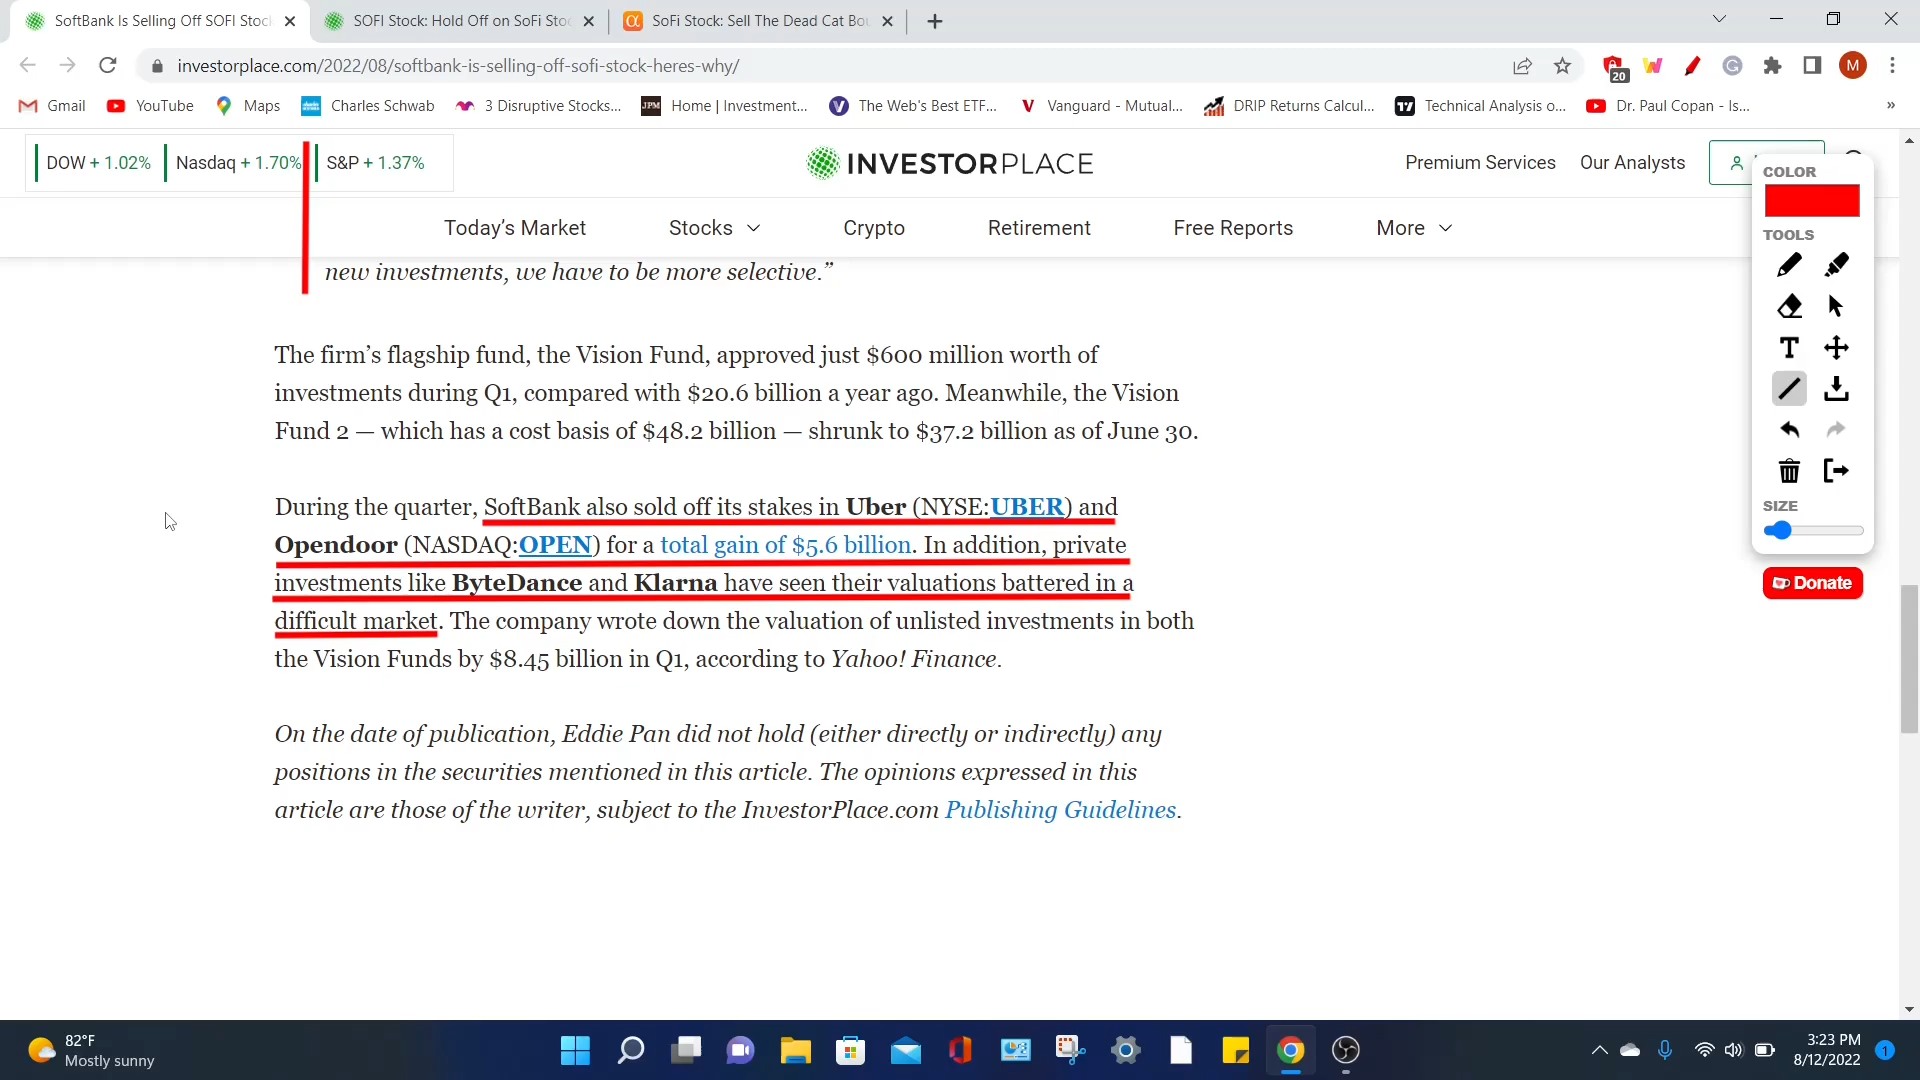 SoftBank Is Selling Off SOFI Stock
SOFI Stock: Hold Off on SoFi Stoc
SoFi Stock: Sell The Dead Cat Bou
investorplace.com/2022/08/softbank-is-selling-off-sofi-stock-heres-why/
20
M
Gmail
YouTube
Maps
Charles Schwab
3 Disruptive Stocks...
JPM
Home | Investment...
The Web's Best ETF...
Vanguard - Mutual...
DRIP Returns Calcul...
Technical Analysis o...
Dr. Paul Copan - Is...
»
DOW + 1.02%
Nasdaq + 1.70%
S&P + 1.37%
INVESTORPLACE
Premium Services
Our Analysts
Today's Market
Stocks
Crypto
Retirement
Free Reports
More
COLOR
TOOLS
SIZE
Donate
new investments, we have to be more selective.”
The firm’s flagship fund, the Vision Fund, approved just $600 million worth of
investments during Q1, compared with $20.6 billion a year ago. Meanwhile, the Vision
Fund 2 — which has a cost basis of $48.2 billion — shrunk to $37.2 billion as of June 30.
During the quarter, SoftBank also sold off its stakes in Uber (NYSE:UBER) and
Opendoor (NASDAQ:OPEN) for a total gain of $5.6 billion. In addition, private
investments like ByteDance and Klarna have seen their valuations battered in a
difficult market. The company wrote down the valuation of unlisted investments in both
the Vision Funds by $8.45 billion in Q1, according to Yahoo! Finance.
On the date of publication, Eddie Pan did not hold (either directly or indirectly) any
positions in the securities mentioned in this article. The opinions expressed in this
article are those of the writer, subject to the InvestorPlace.com Publishing Guidelines.
82°F
Mostly sunny
3:23 PM
8/12/2022
1